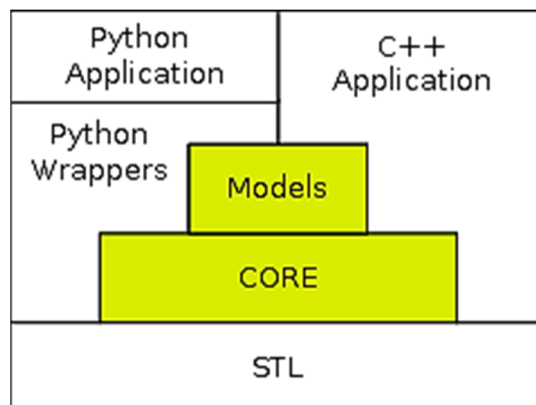 Python
Application
C++
Application
Python
Wrappers
Models
CORE
STL